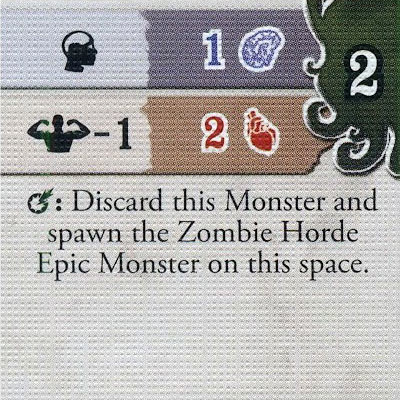 1
2
-1 2
: Discard this Monster and
spawn the Zombie Horde
Epic Monster on this space.